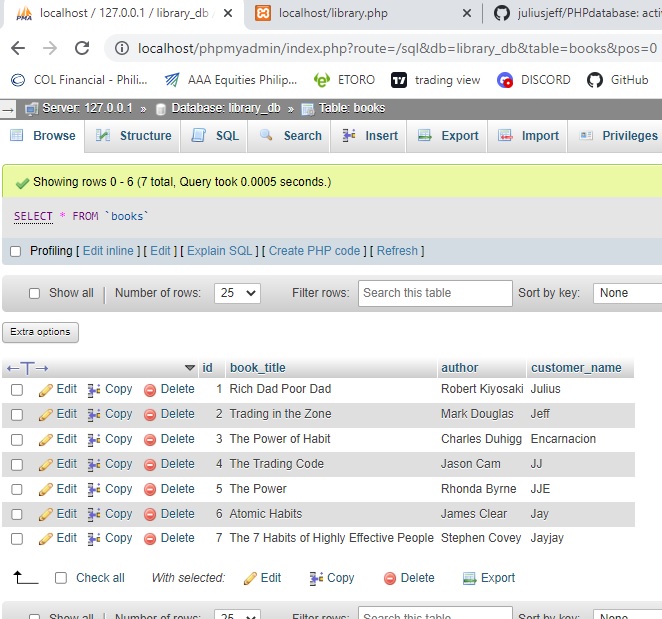 localhost / 127.0.0.1 / library_db
localhost/library.php
juliusjeff/PHPdatabase: acti
localhost/phpmyadmin/index.php?route=/sql&db=library_db&table=books&pos=0
COL Financial - Phili...
AAA Equities Philipp...
ETORO
trading view
DISCORD
GitHub
Server: 127.0.0.1 » Database: library_db » Table: books
Browse Structure SQL Search Insert Export Import Privileges
Showing rows 0 - 6 (7 total, Query took 0.0005 seconds.)
SELECT * FROM `books`
Profiling [ Edit inline ] [ Edit ] [ Explain SQL ] [ Create PHP code ] [ Refresh ]
Show all Number of rows: 25 Filter rows: Search this table Sort by key: None
Extra options
id book_title author customer_name
Edit Copy Delete 1 Rich Dad Poor Dad Robert Kiyosaki Julius
Edit Copy Delete 2 Trading in the Zone Mark Douglas Jeff
Edit Copy Delete 3 The Power of Habit Charles Duhigg Encarnacion
Edit Copy Delete 4 The Trading Code Jason Cam JJ
Edit Copy Delete 5 The Power Rhonda Byrne JJE
Edit Copy Delete 6 Atomic Habits James Clear Jay
Edit Copy Delete 7 The 7 Habits of Highly Effective People Stephen Covey Jayjay
Check all With selected: Edit Copy Delete Export
Show all Number of rows: 25 Filter rows: Search this table Sort by key: None